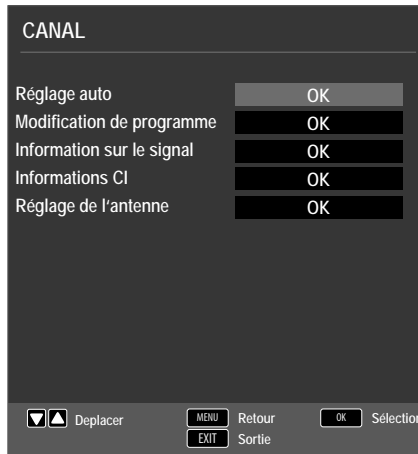 CANAL
Réglage auto OK
Modification de programme OK
Information sur le signal OK
Informations CI OK
Réglage de l'antenne OK
Deplacer MENU Retour OK Sélection
EXIT Sortie